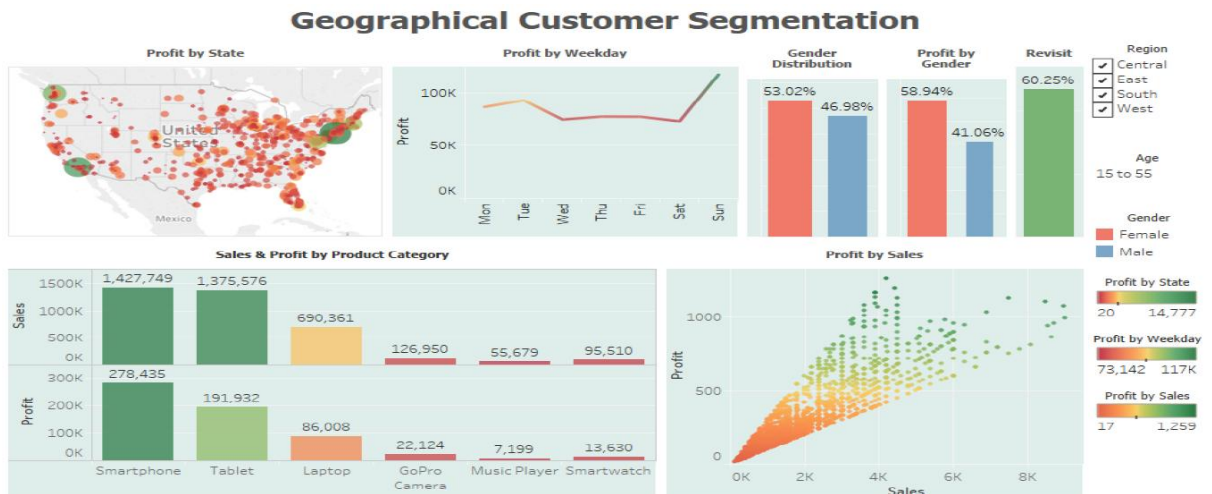 Geographical Customer Segmentation
Profit by State
United
States
Mexico
Profit by Weekday
Profit
100K
50K
0K
Mon
Tue
Wed
Thu
Fri
Sat
Sun
Gender
Distribution
53.02%
46.98%
Profit by
Gender
58.94%
41.06%
Revisit
60.25%
Region
Central
East
South
West
Age
15 to 55
Gender
Female
Male
Profit by State
20 14,777
Profit by Weekday
73,142 117K
Profit by Sales
17 1,259
Sales & Profit by Product Category
Sales
1500K
1000K
500K
0K
1,427,749
1,375,576
690,361
126,950
55,679
95,510
Profit
300K
200K
100K
0K
278,435
191,932
86,008
22,124
7,199
13,630
Smartphone
Tablet
Laptop
GoPro
Camera
Music Player
Smartwatch
Profit by Sales
Profit
1000
500
0
0K 2K 4K 6K 8K
Sales